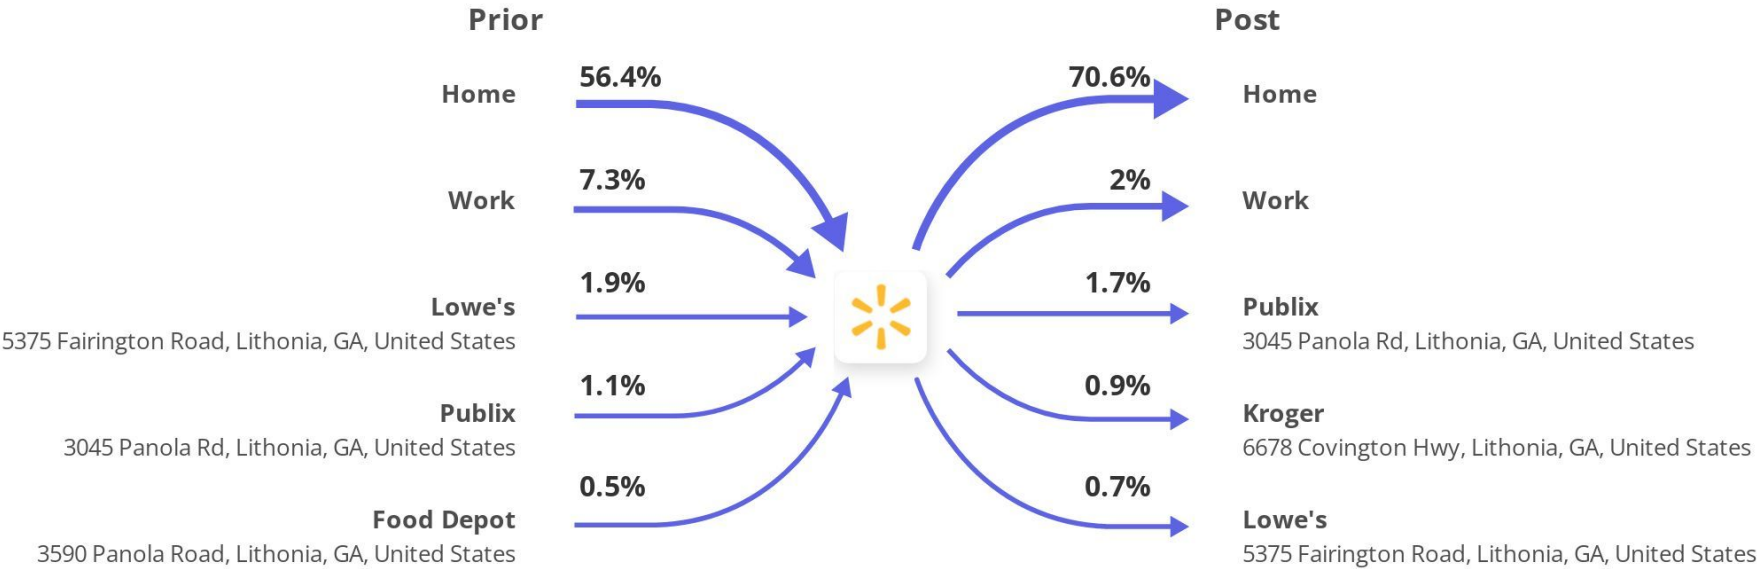 Prior
Post
56.4%
Home
7.3%
Work
1.9%
Lowe's
5375 Fairington Road, Lithonia, GA, United States
1.1%
Publix
3045 Panola Rd, Lithonia, GA, United States
0.5%
Food Depot
3590 Panola Road, Lithonia, GA, United States
70.6%
Home
2%
Work
1.7%
Publix
3045 Panola Rd, Lithonia, GA, United States
0.9%
Kroger
6678 Covington Hwy, Lithonia, GA, United States
0.7%
Lowe's
5375 Fairington Road, Lithonia, GA, United States